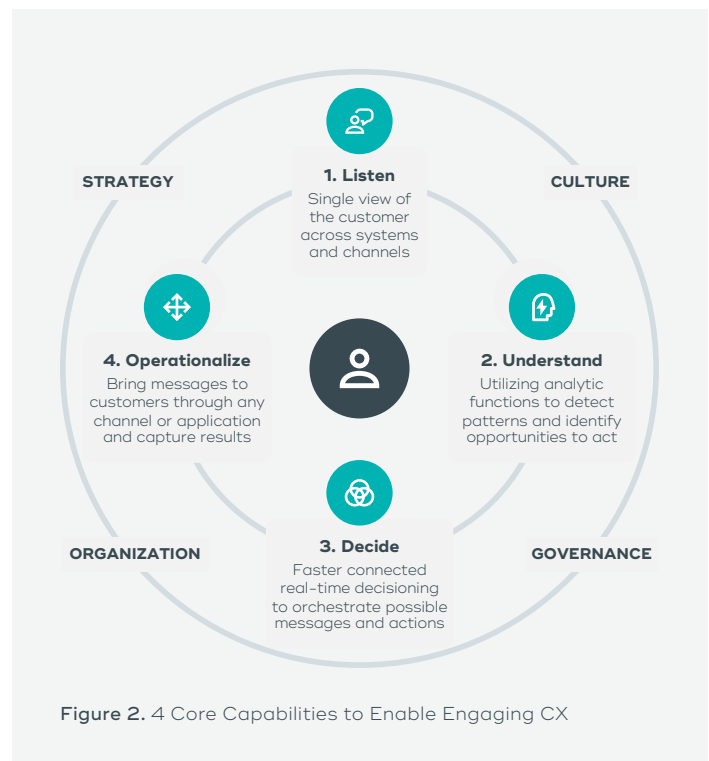 STRATEGY
CULTURE
1. Listen
Single view of
the customer
across systems
and channels
4. Operationalize
Bring messages to
customers through any
channel or application
and capture results
2. Understand
Utilizing analytic
functions to detect
patterns and identify
opportunities to act
3. Decide
Faster connected
real-time decisioning
to orchestrate possible
messages and actions
ORGANIZATION
GOVERNANCE
Figure 2. 4 Core Capabilities to Enable Engaging CX